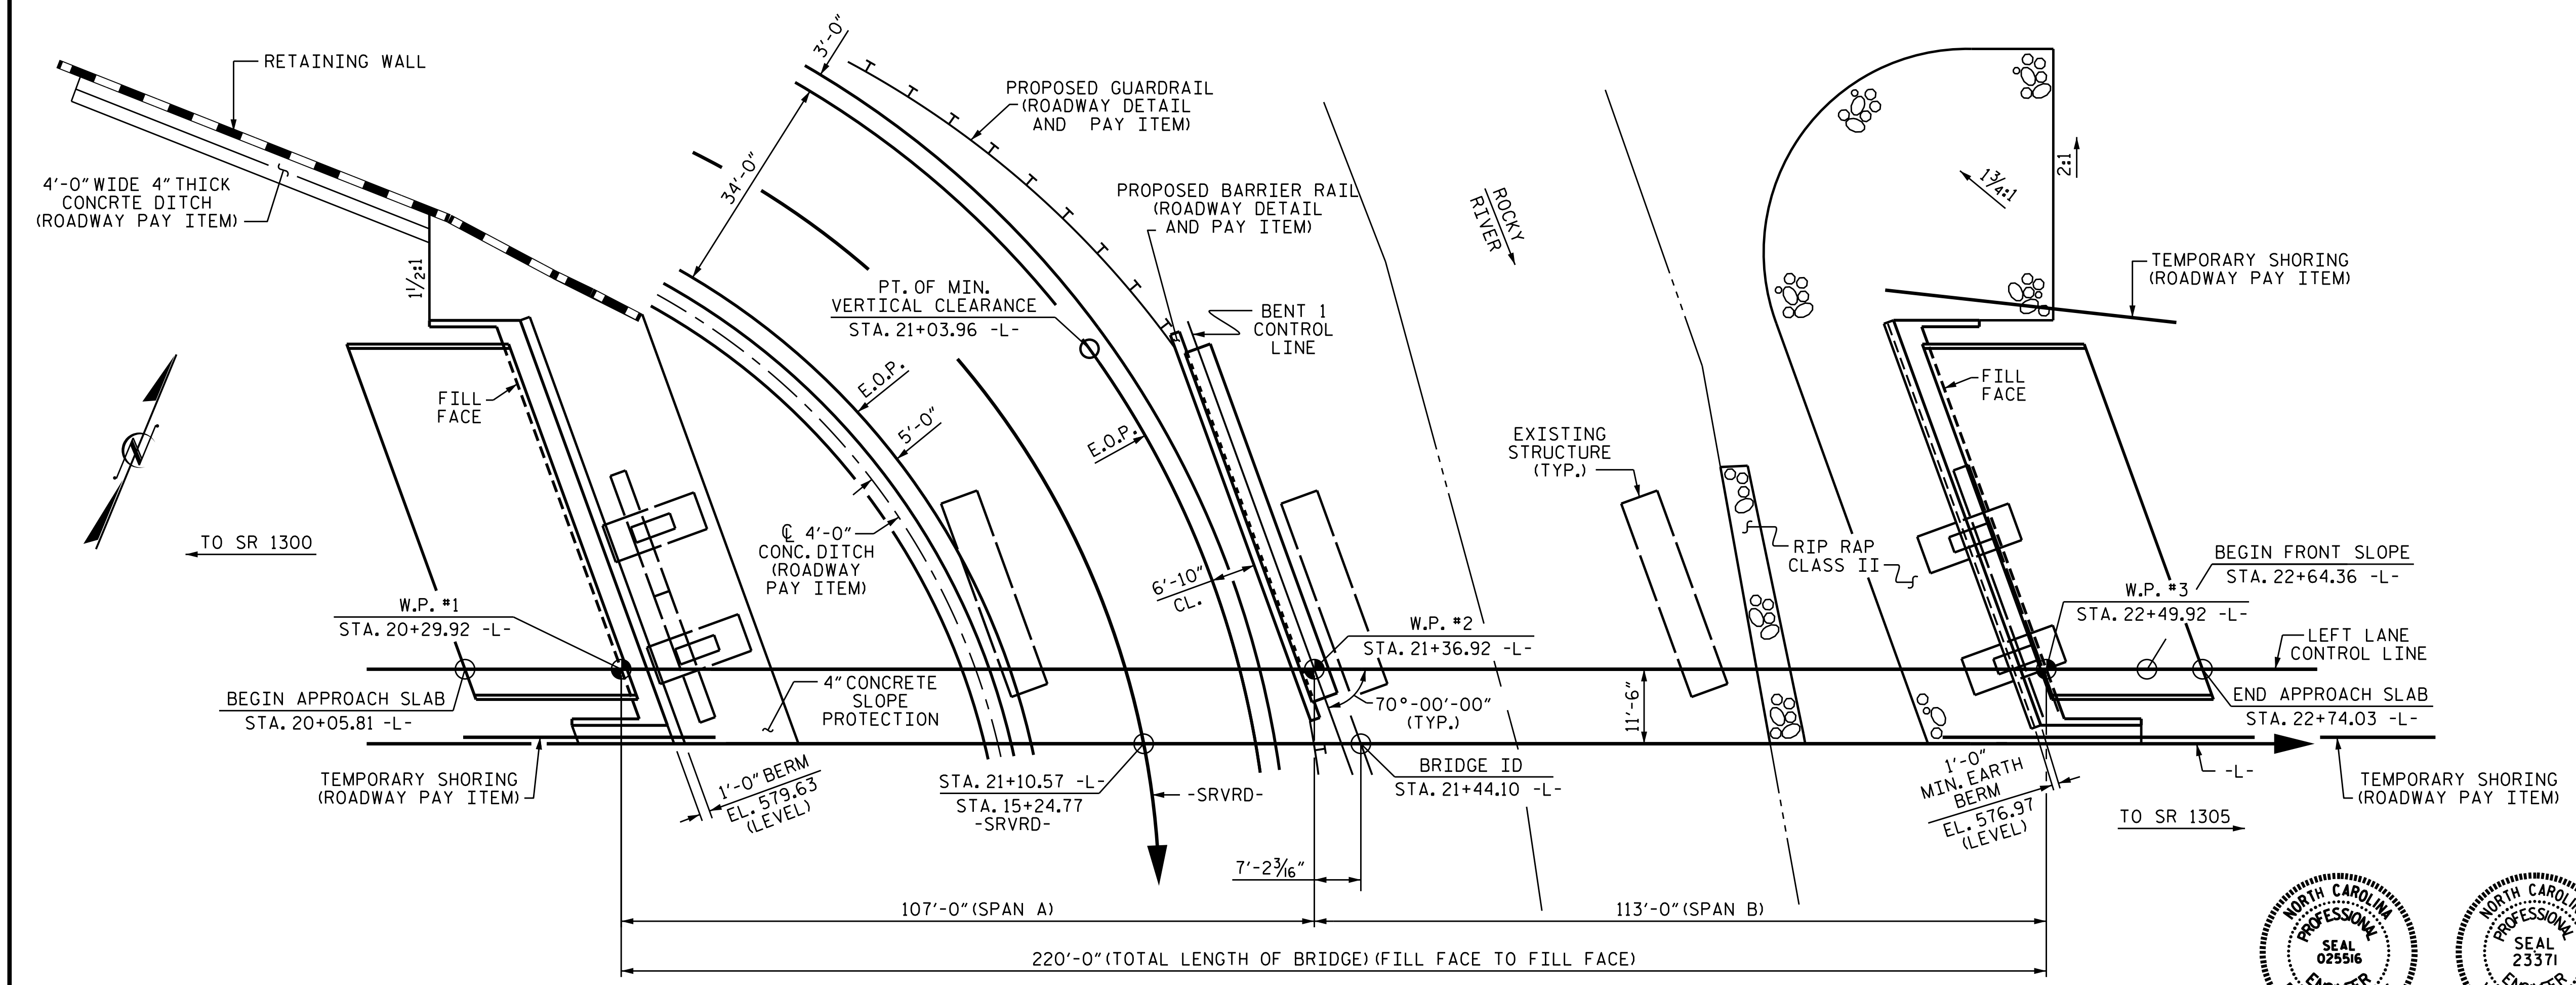 RETAINING WALL
4'-0" WIDE 4" THICK
CONCRTE DITCH
(ROADWAY PAY ITEM)
1 1/2:1
34'-0"
3'-0"
PROPOSED GUARDRAIL
(ROADWAY DETAIL
AND PAY ITEM)
PROPOSED BARRIER RAIL
(ROADWAY DETAIL
AND PAY ITEM)
PT. OF MIN.
VERTICAL CLEARANCE
STA. 21+03.96 -L-
BENT 1
CONTROL
LINE
ROCKY
RIVER
1 3/4:1
2:1
TEMPORARY SHORING
(ROADWAY PAY ITEM)
FILL
FACE
E.O.P.
5'-0"
E.O.P.
EXISTING
STRUCTURE
(TYP.)
FILL
FACE
N
TO SR 1300
℄ 4'-0"
CONC. DITCH
(ROADWAY
PAY ITEM)
6'-10"
CL.
RIP RAP
CLASS II
BEGIN FRONT SLOPE
STA. 22+64.36 -L-
W.P. #1
STA. 20+29.92 -L-
W.P. #2
STA. 21+36.92 -L-
W.P. #3
STA. 22+49.92 -L-
LEFT LANE
CONTROL LINE
BEGIN APPROACH SLAB
STA. 20+05.81 -L-
4" CONCRETE
SLOPE
PROTECTION
70°-00'-00"
(TYP.)
11'-6"
END APPROACH SLAB
STA. 22+74.03 -L-
TEMPORARY SHORING
(ROADWAY PAY ITEM)
1'-0" BERM
EL. 579.63
(LEVEL)
STA. 21+10.57 -L-
STA. 15+24.77
-SRVRD-
-SRVRD-
BRIDGE ID
STA. 21+44.10 -L-
1'-0"
MIN. EARTH
BERM
EL. 576.97
(LEVEL)
-L-
TEMPORARY SHORING
(ROADWAY PAY ITEM)
TO SR 1305
7'-2 3/16"
107'-0" (SPAN A)
113'-0" (SPAN B)
220'-0" (TOTAL LENGTH OF BRIDGE) (FILL FACE TO FILL FACE)
NORTH CAROLINA
PROFESSIONAL
SEAL
025516
NORTH CAROLIN
PROFESSIONAL
SEAL
23371